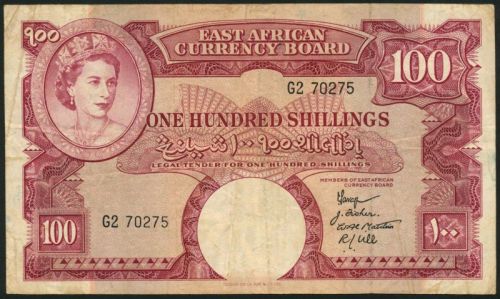 ૧૦૦
EAST AFRICAN
CURRENCY BOARD
100
G2 70275
ONE HUNDRED SHILLINGS
LEGAL TENDER FOR ONE HUNDRED SHILLINGS
MEMBERS OF EAST AFRICAN
CURRENCY BOARD
G2 70275
100
١٠٠